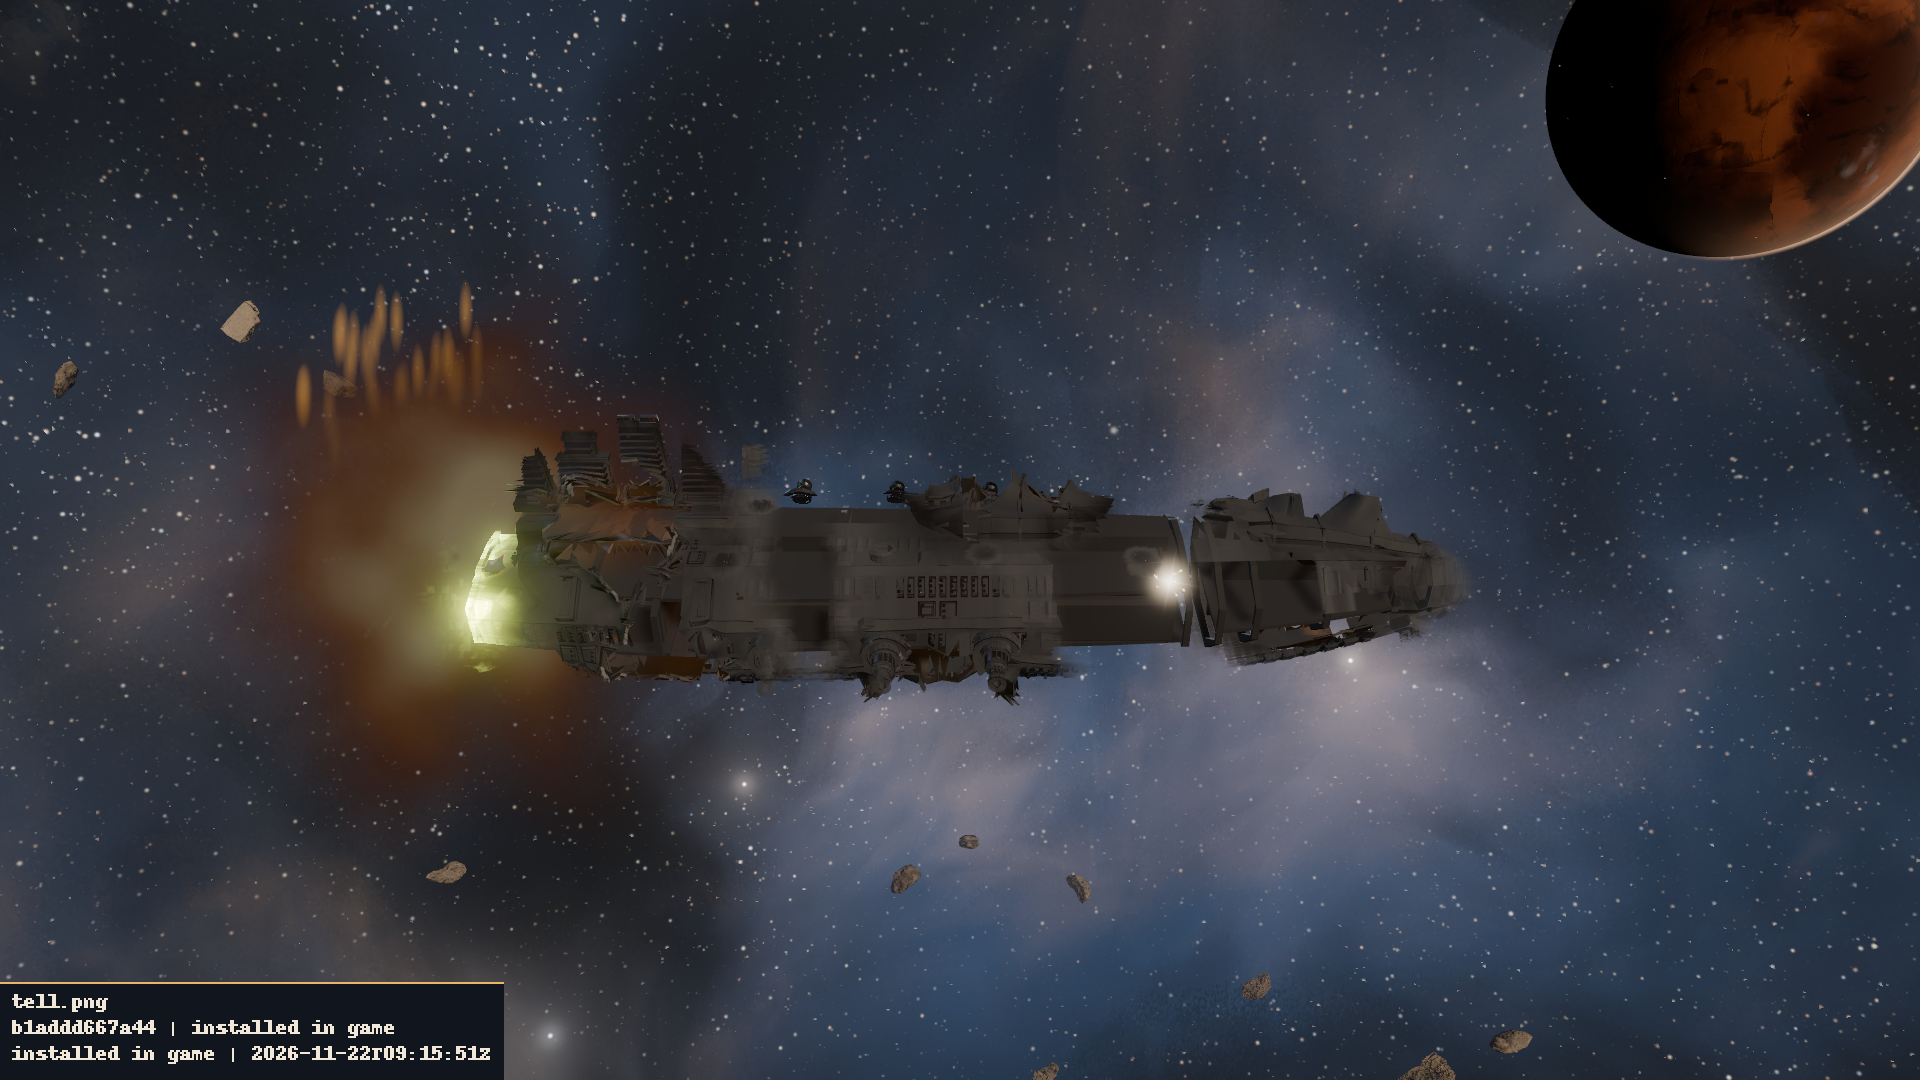 tell.png
b1addd667a44 | installed in game
installed in game | 2026-11-22T09:15:51Z